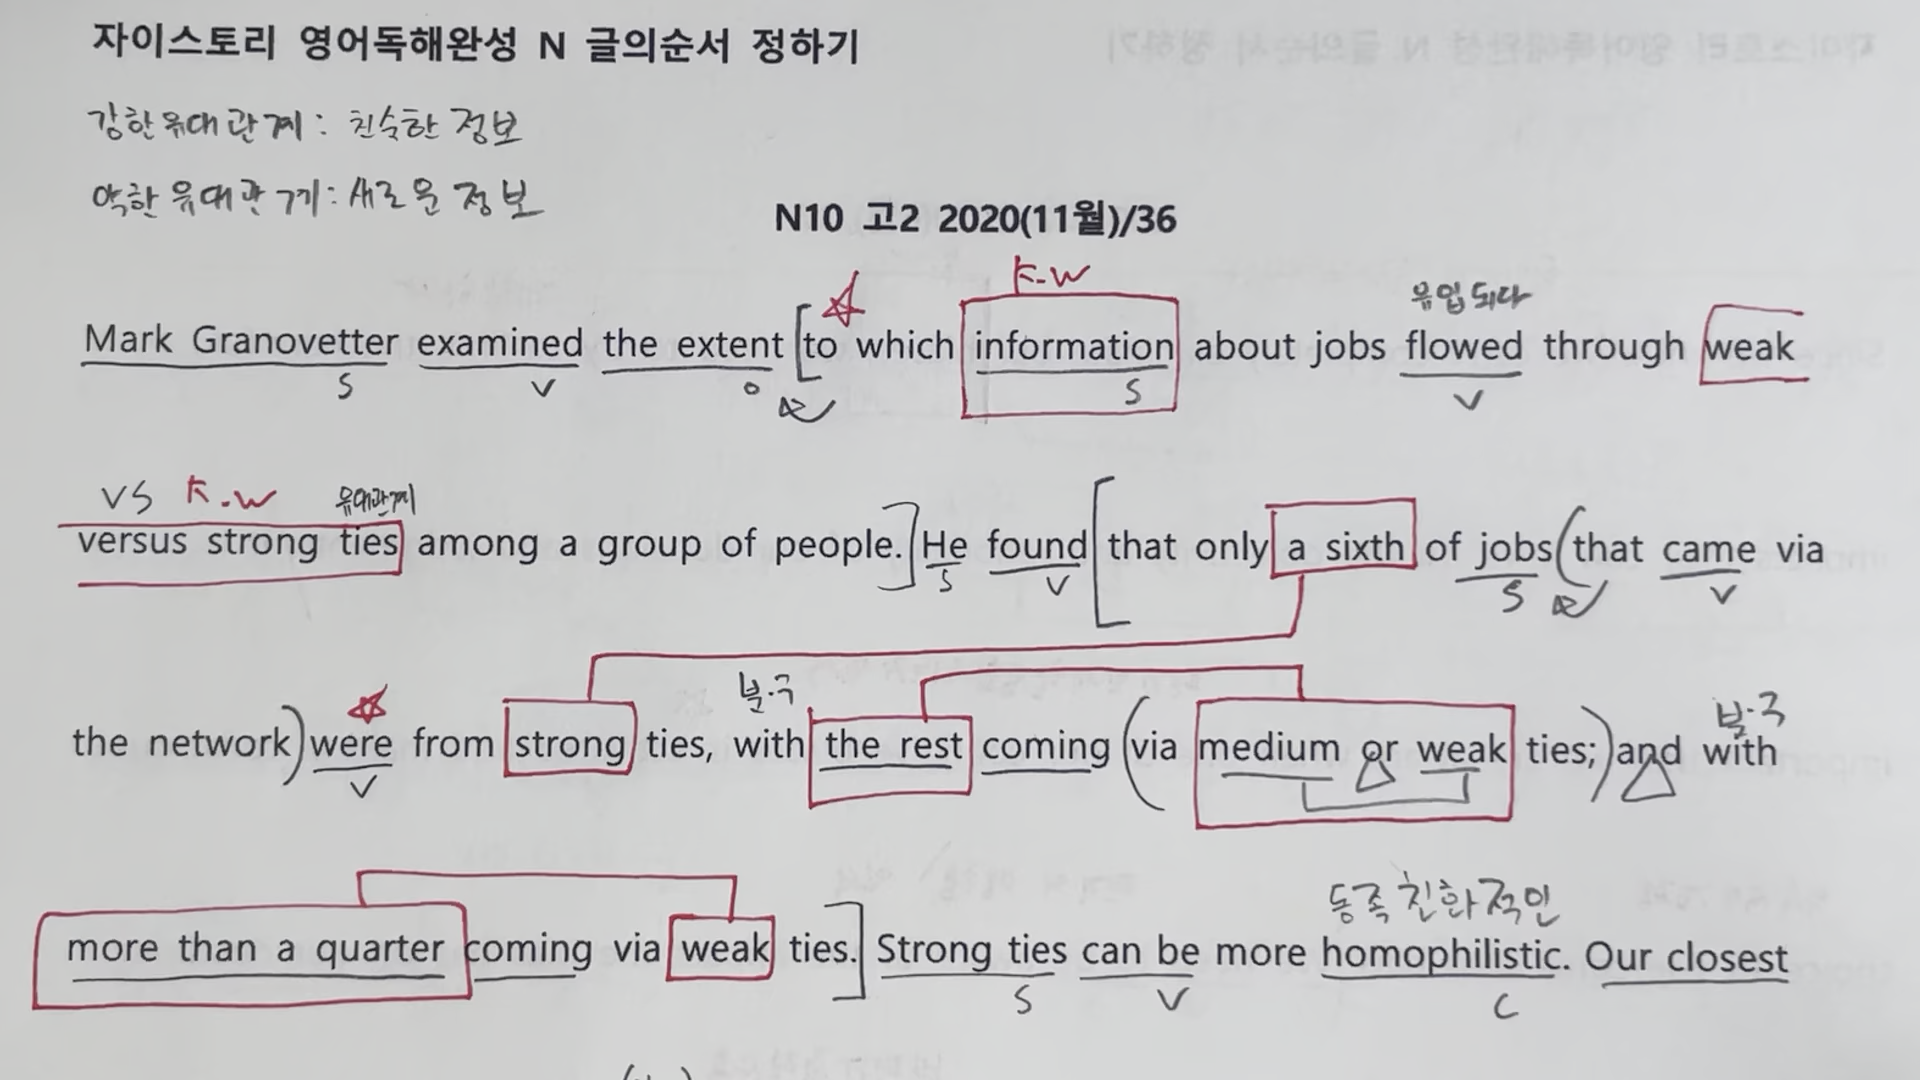 자이스토리 영어독해완성 N 글의순서 정하기
강한유대관계: 친숙한 정보
약한유대관계: 새로운 정보
N10 고2 2020(11월)/36
K-W
유입되다
Mark Granovetter examined the extent [to which information about jobs flowed through weak
S V O S V
VS K.W 유대관계
versus strong ties among a group of people.] He found [that only a sixth of jobs (that came via
S V S V
분.구 분.구
the network) were from strong ties, with the rest coming (via medium or weak ties;) and with
V
동족친화적인
more than a quarter coming via weak ties.] Strong ties can be more homophilistic. Our closest
S V C